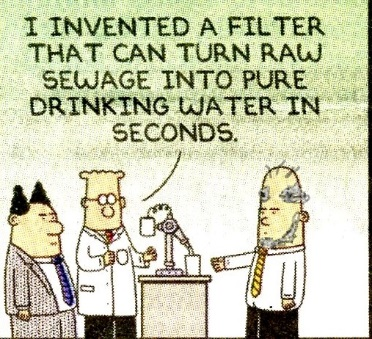 I INVENTED A FILTER
THAT CAN TURN RAW
SEWAGE INTO PURE
DRINKING WATER IN
SECONDS.